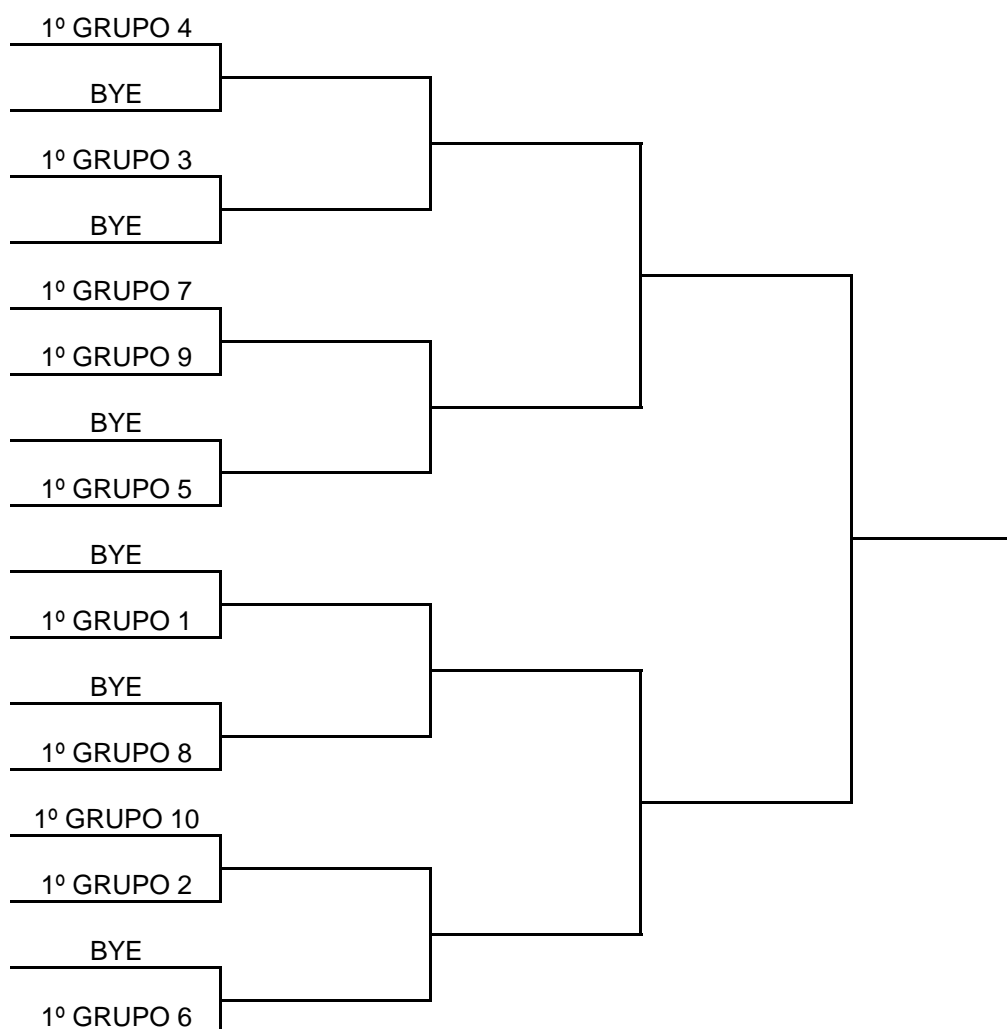 1º GRUPO 4
BYE
1º GRUPO 3
BYE
1º GRUPO 7
1º GRUPO 9
BYE
1º GRUPO 5
BYE
1º GRUPO 1
BYE
1º GRUPO 8
1º GRUPO 10
1º GRUPO 2
BYE
1º GRUPO 6